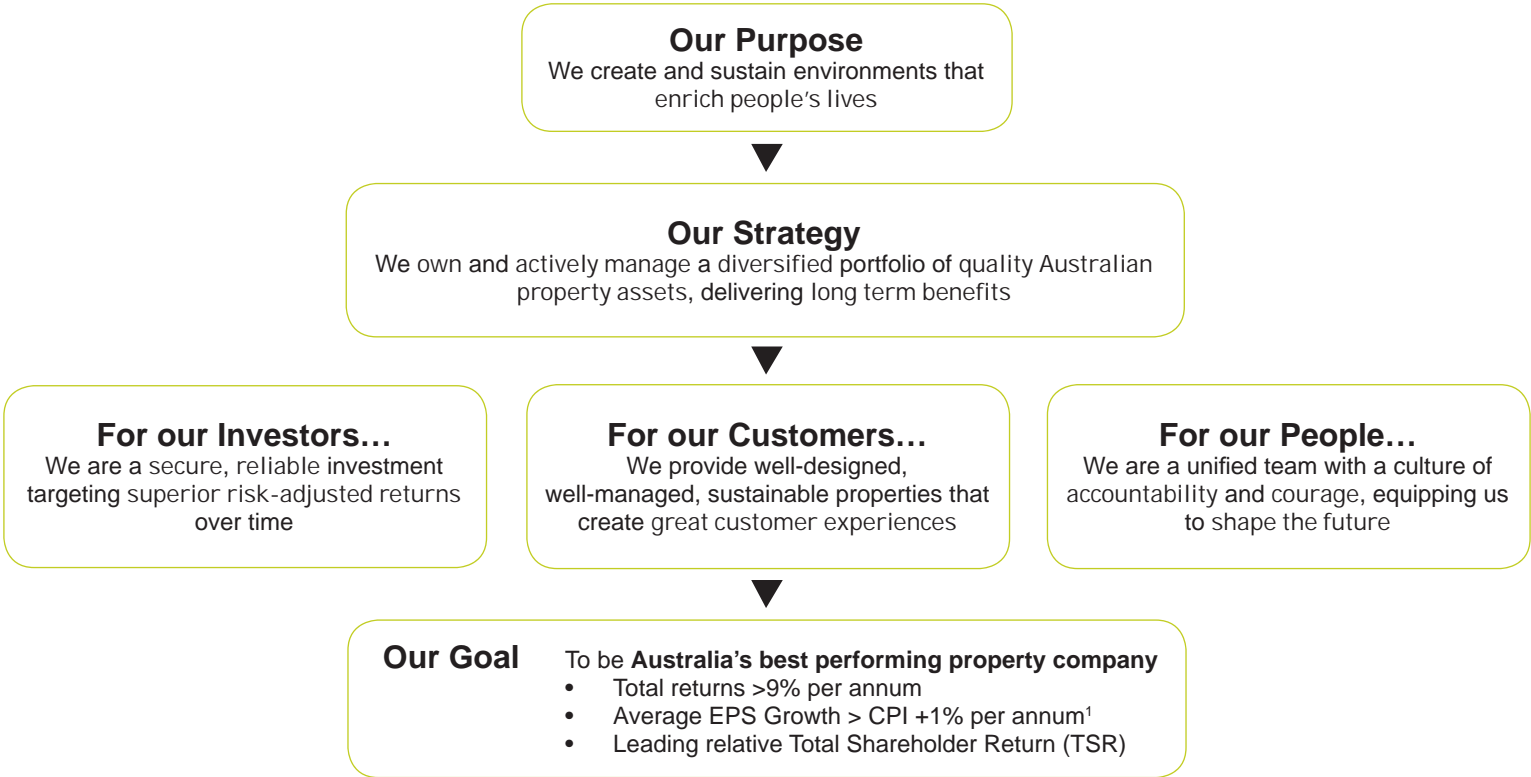 Our Purpose
We create and sustain environments that
enrich people's lives
Our Strategy
We own and actively manage a diversified portfolio of quality Australian
property assets, delivering long term benefits
For our Investors…
We are a secure, reliable investment
targeting superior risk-adjusted returns
over time
For our Customers…
We provide well-designed,
well-managed, sustainable properties that
create great customer experiences
For our People…
We are a unified team with a culture of
accountability and courage, equipping us
to shape the future
Our Goal
To be Australia's best performing property company
• Total returns >9% per annum
• Average EPS Growth > CPI +1% per annum¹
• Leading relative Total Shareholder Return (TSR)